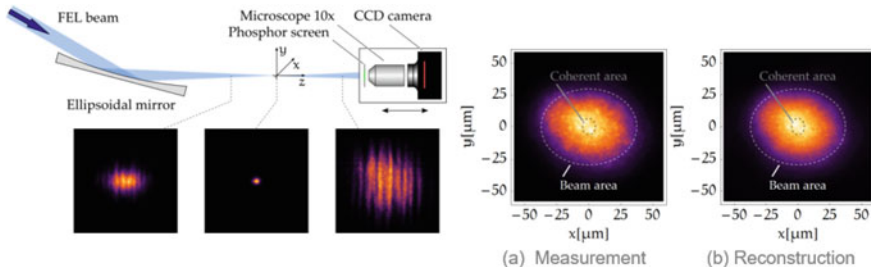 FEL beam
Microscope 10x
Phosphor screen
CCD camera
y
x
z
Ellipsoidal mirror
Coherent area
Beam area
y[μm]
50
25
0
−25
−50
−50 −25 0 25 50
x[μm]
(a) Measurement
Coherent area
Beam area
y[μm]
50
25
0
−25
−50
−50 −25 0 25 50
x[μm]
(b) Reconstruction